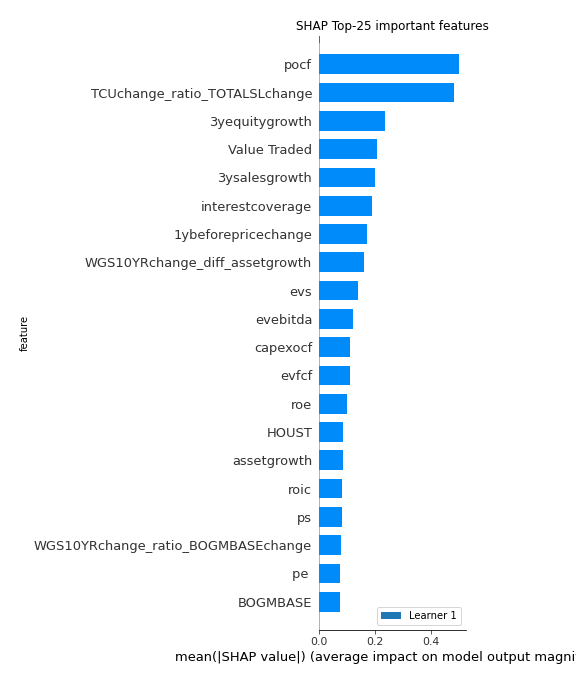 SHAP Top-25 important features
pocf
TCUchange_ratio_TOTALSLchange
3yequitygrowth
Value Traded
3ysalesgrowth
interestcoverage
1ybeforepricechange
WGS10YRchange_diff_assetgrowth
evs
evebitda
capexocf
evfcf
roe
HOUST
assetgrowth
roic
ps
WGS10YRchange_ratio_BOGMBASEchange
pe
BOGMBASE
feature
Learner 1
0.0 0.2 0.4
mean(|SHAP value|) (average impact on model output magni